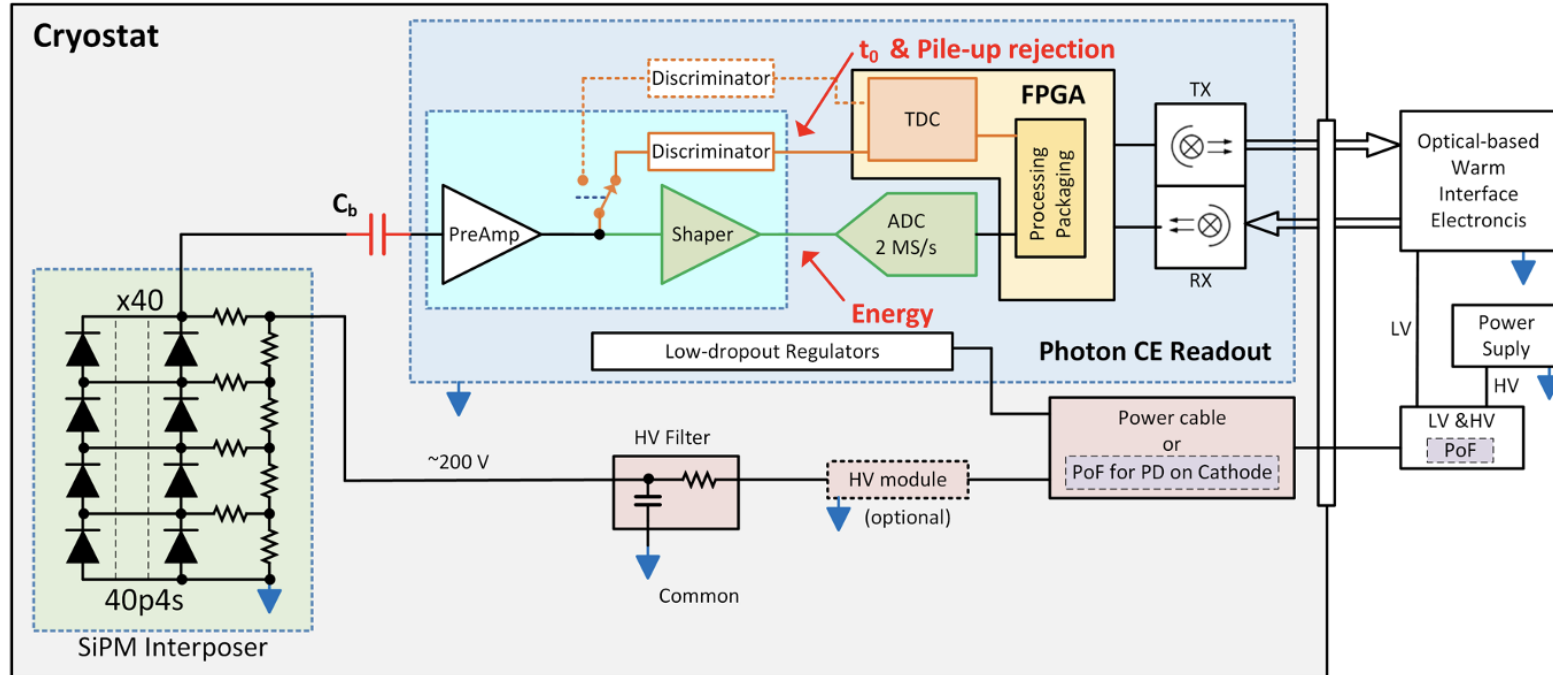 Cryostat
t₀ & Pile-up rejection
Discriminator
FPGA
TX
TDC
Discriminator
Optical-based
Warm
Interface
Electroncis
Processing
Packaging
C_b
PreAmp
Shaper
ADC
2 MS/s
RX
x40
Energy
LV
Power
Suply
Low-dropout Regulators
Photon CE Readout
HV
Power cable
or
PoF for PD on Cathode
LV &HV
PoF
HV Filter
~200 V
HV module
(optional)
Common
40p4s
SiPM Interposer